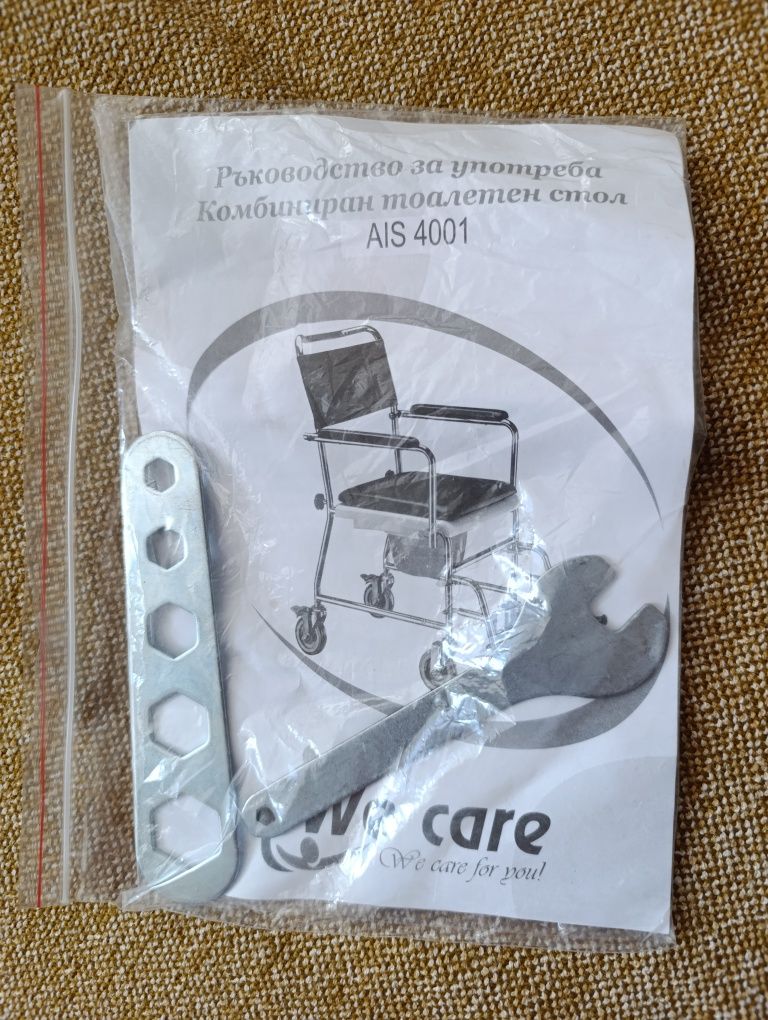 Ръководство за употреба
Комбиниран тоалетен стол
AIS 4001
We care
We care for you!